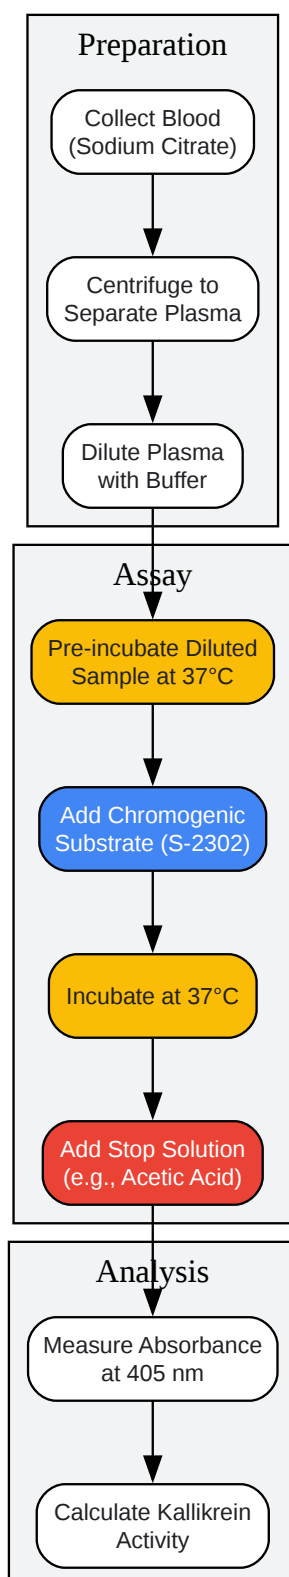 Preparation
Collect Blood
(Sodium Citrate)
Centrifuge to
Separate Plasma
Dilute Plasma
with Buffer
Assay
Pre-incubate Diluted
Sample at 37°C
Add Chromogenic
Substrate (S-2302)
Incubate at 37°C
Add Stop Solution
(e.g., Acetic Acid)
Analysis
Measure Absorbance
at 405 nm
Calculate Kallikrein
Activity